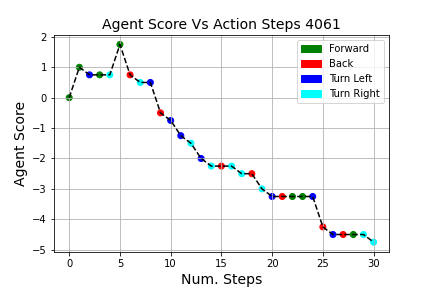 Agent Score Vs Action Steps 4061
Agent Score
2
1
0
−1
−2
−3
−4
−5
Forward
Back
Turn Left
Turn Right
0 5 10 15 20 25 30
Num. Steps